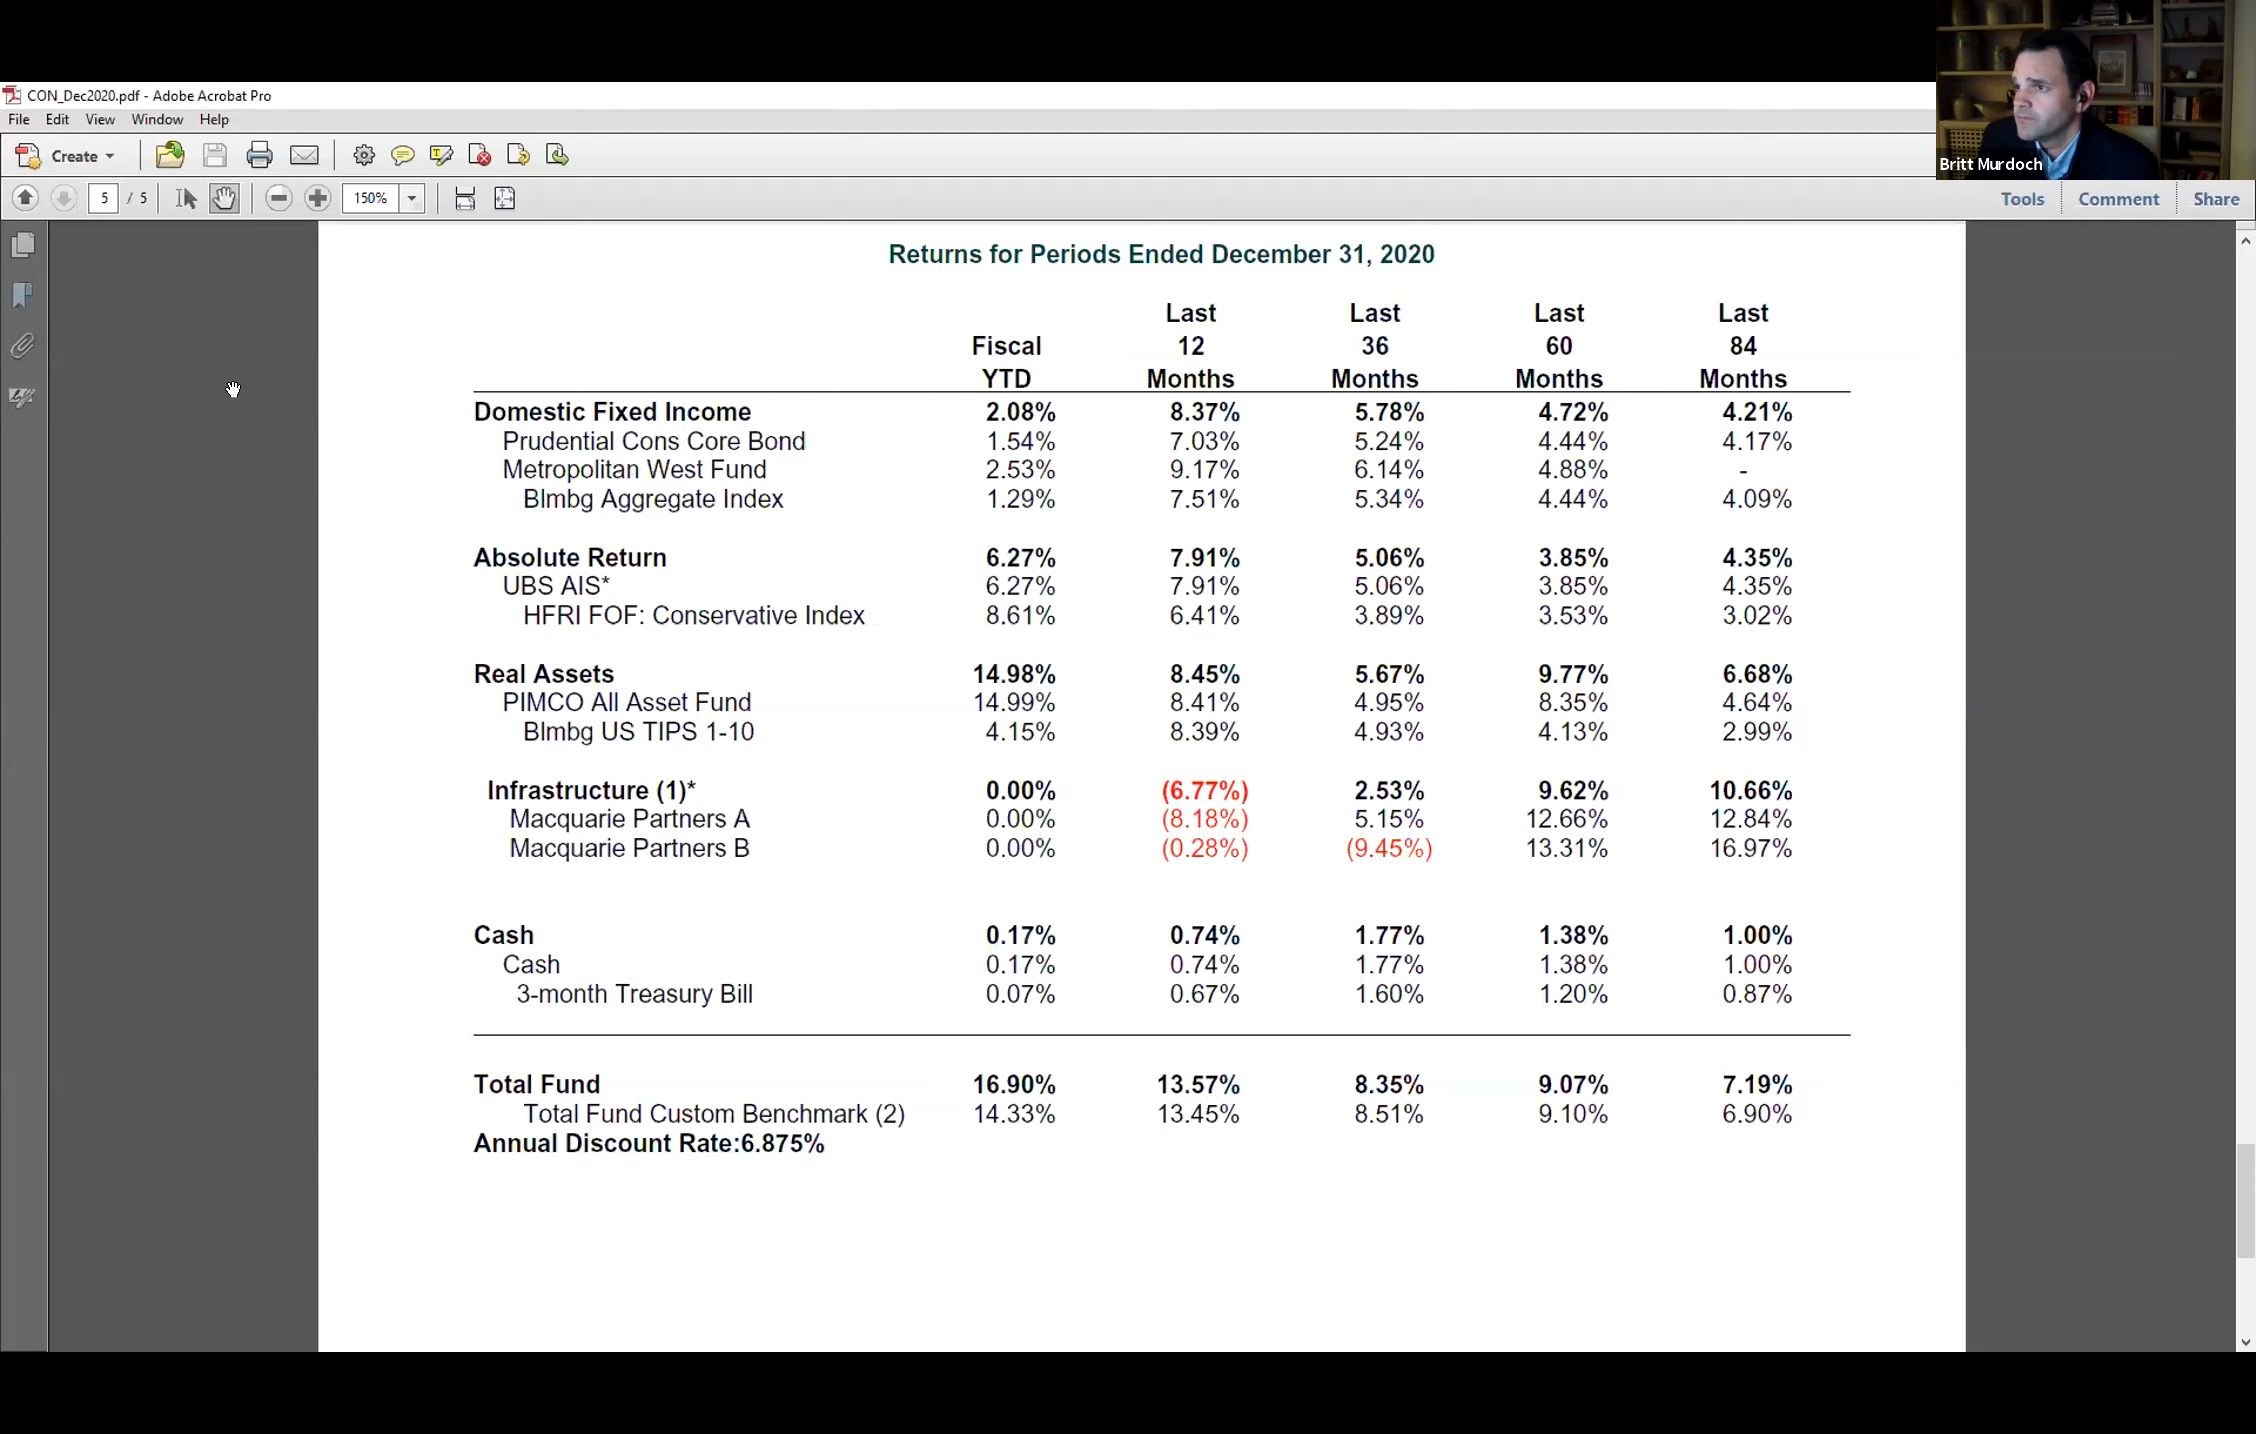 CON_Dec2020.pdf - Adobe Acrobat Pro
File Edit View Window Help
Create
Britt Murdoch
5 / 5 150% Tools Comment Share
Returns for Periods Ended December 31, 2020
Last Last Last Last
Fiscal 12 36 60 84
YTD Months Months Months Months
Domestic Fixed Income 2.08% 8.37% 5.78% 4.72% 4.21%
Prudential Cons Core Bond 1.54% 7.03% 5.24% 4.44% 4.17%
Metropolitan West Fund 2.53% 9.17% 6.14% 4.88% -
Blmbg Aggregate Index 1.29% 7.51% 5.34% 4.44% 4.09%
Absolute Return 6.27% 7.91% 5.06% 3.85% 4.35%
UBS AIS* 6.27% 7.91% 5.06% 3.85% 4.35%
HFRI FOF: Conservative Index 8.61% 6.41% 3.89% 3.53% 3.02%
Real Assets 14.98% 8.45% 5.67% 9.77% 6.68%
PIMCO All Asset Fund 14.99% 8.41% 4.95% 8.35% 4.64%
Blmbg US TIPS 1-10 4.15% 8.39% 4.93% 4.13% 2.99%
Infrastructure (1)* 0.00% (6.77%) 2.53% 9.62% 10.66%
Macquarie Partners A 0.00% (8.18%) 5.15% 12.66% 12.84%
Macquarie Partners B 0.00% (0.28%) (9.45%) 13.31% 16.97%
Cash 0.17% 0.74% 1.77% 1.38% 1.00%
Cash 0.17% 0.74% 1.77% 1.38% 1.00%
3-month Treasury Bill 0.07% 0.67% 1.60% 1.20% 0.87%
Total Fund 16.90% 13.57% 8.35% 9.07% 7.19%
Total Fund Custom Benchmark (2) 14.33% 13.45% 8.51% 9.10% 6.90%
Annual Discount Rate:6.875%